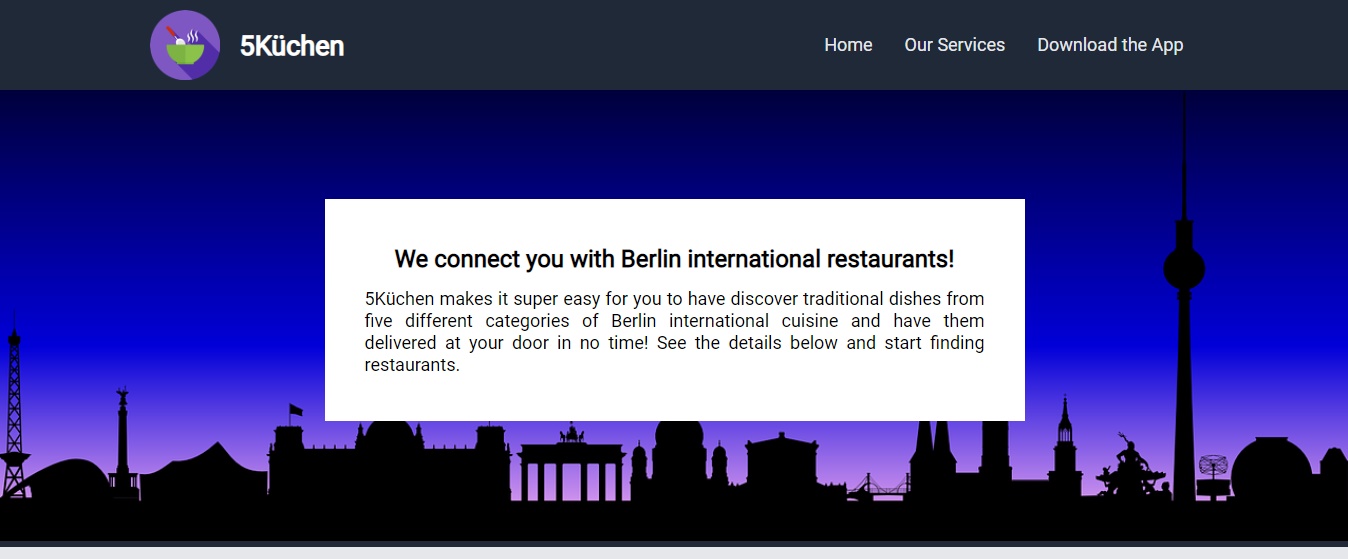 5Küchen
Home
Our Services
Download the App
We connect you with Berlin international restaurants!
5Küchen makes it super easy for you to have discover traditional dishes from
five different categories of Berlin international cuisine and have them
delivered at your door in no time! See the details below and start finding
restaurants.